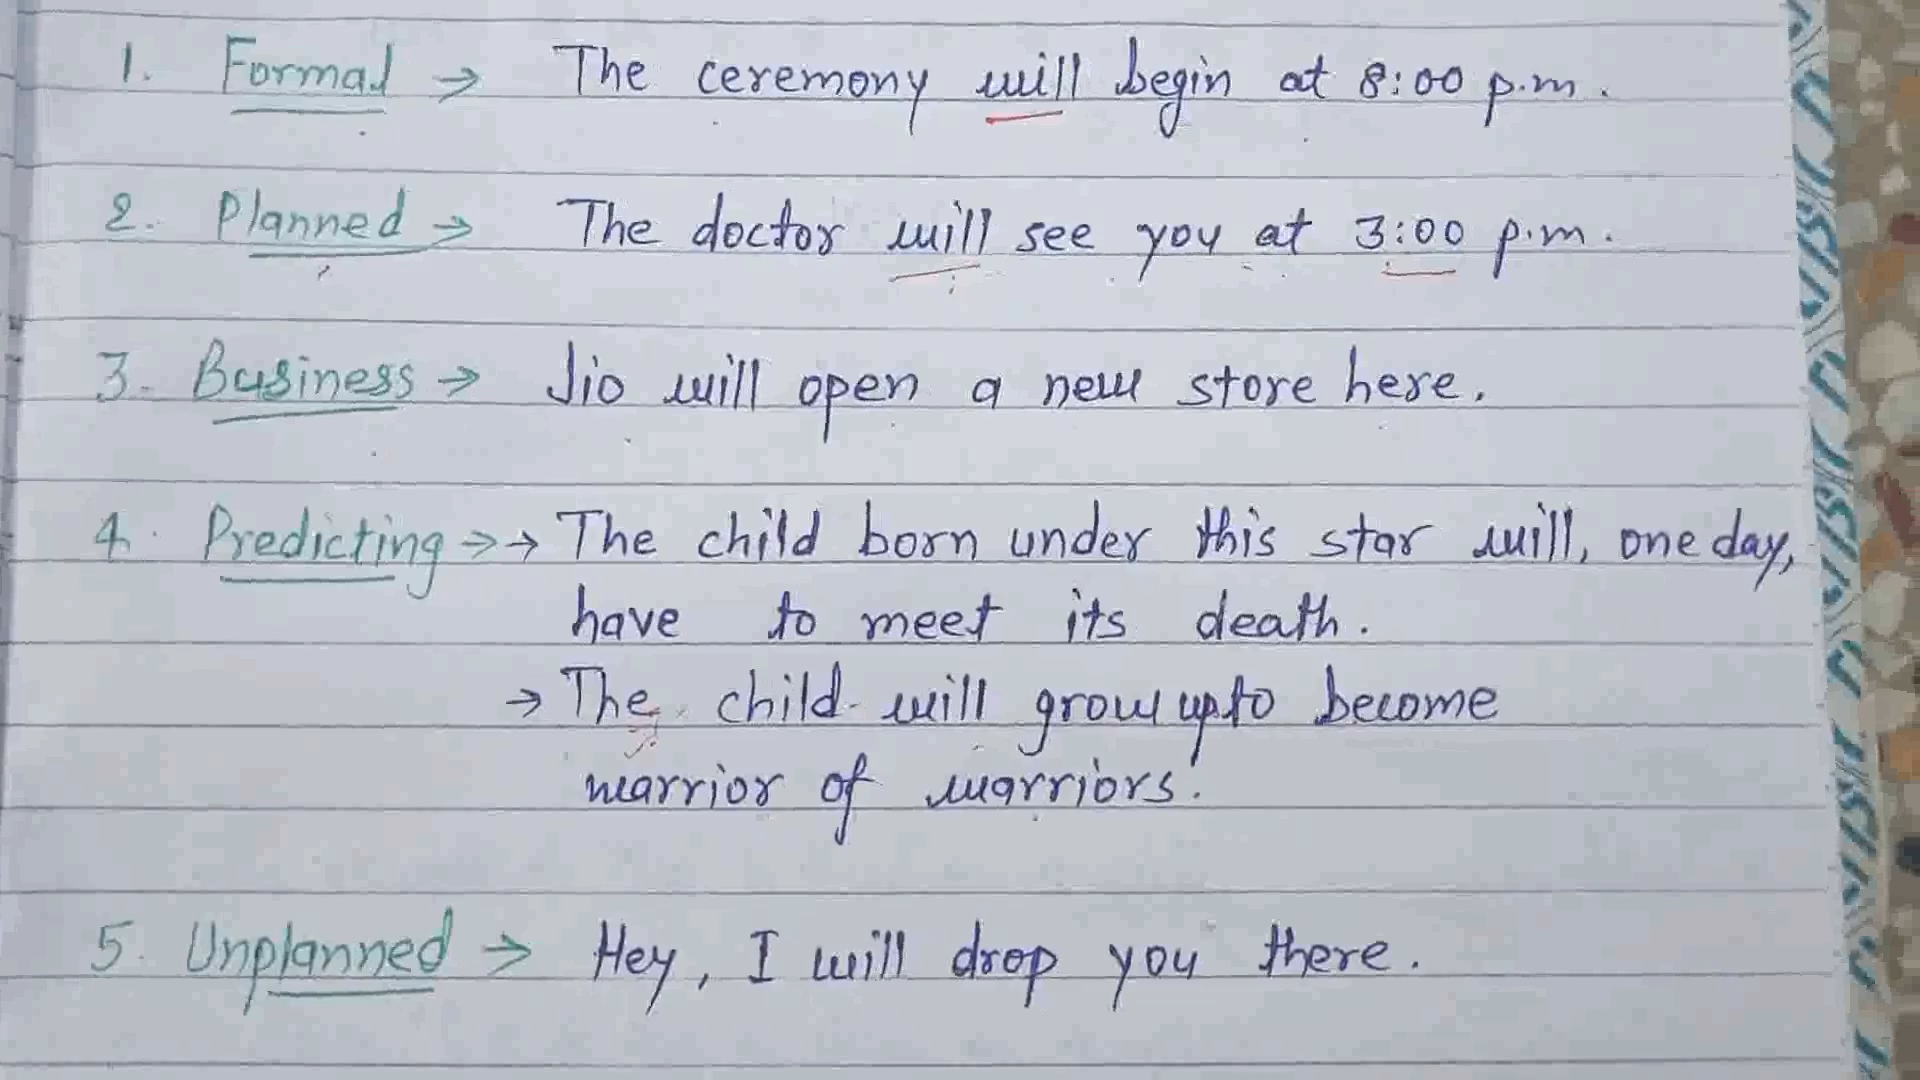 1. Formal → The ceremony will begin at 8:00 p.m.
2. Planned → The doctor will see you at 3:00 p.m.
3. Business → Jio will open a new store here.
4. Predicting → → The child born under this star will, one day,
have to meet its death.
→ The child will grow up to become
warrior of warriors.
5. Unplanned → Hey, I will drop you there.